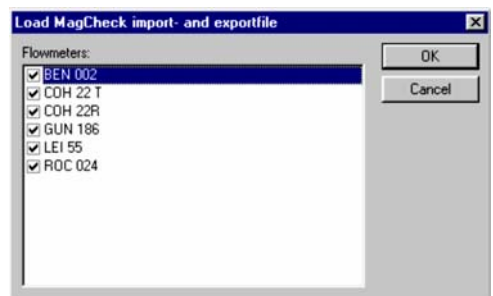 Load MagCheck import- and exportfile
Flowmeters:
BEN 002
COH 22 T
COH 22R
GUN 186
LEI 55
ROC 024
OK
Cancel